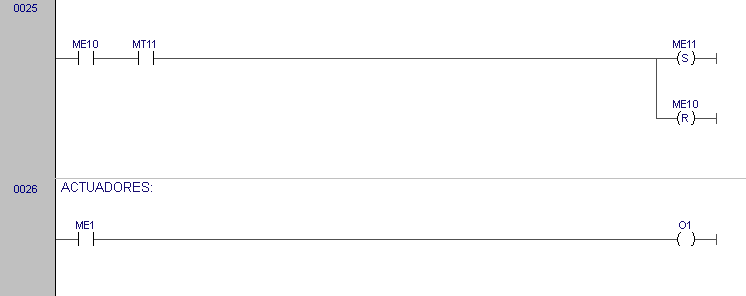 0025
ME10 MT11 ME11
S
ME10
R
0026 ACTUADORES:
ME1 O1